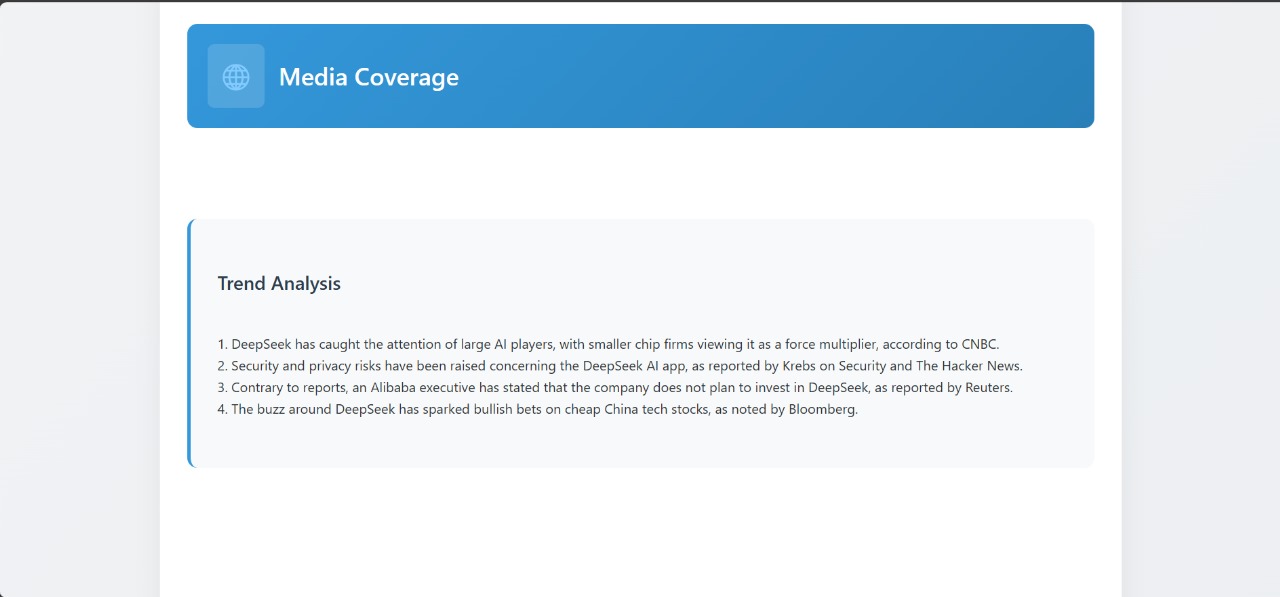 Media Coverage
Trend Analysis
1. DeepSeek has caught the attention of large AI players, with smaller chip firms viewing it as a force multiplier, according to CNBC.
2. Security and privacy risks have been raised concerning the DeepSeek AI app, as reported by Krebs on Security and The Hacker News.
3. Contrary to reports, an Alibaba executive has stated that the company does not plan to invest in DeepSeek, as reported by Reuters.
4. The buzz around DeepSeek has sparked bullish bets on cheap China tech stocks, as noted by Bloomberg.